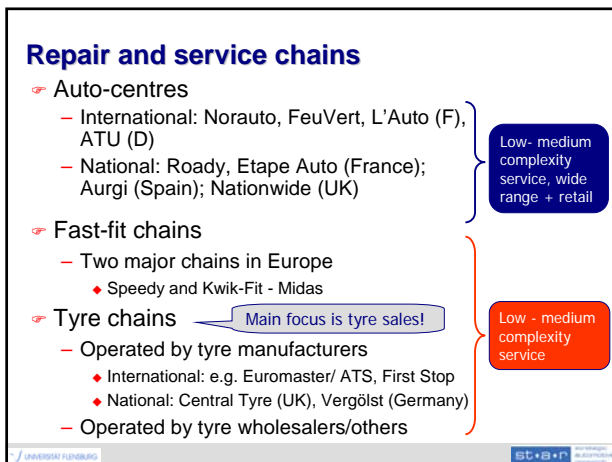 Repair and service chains
Auto-centres
– International: Norauto, FeuVert, L'Auto (F),
ATU (D)
– National: Roady, Etape Auto (France);
Aurgi (Spain); Nationwide (UK)
Low- medium
complexity
service, wide
range + retail
Fast-fit chains
– Two major chains in Europe
Speedy and Kwik-Fit - Midas
Tyre chains
Main focus is tyre sales!
– Operated by tyre manufacturers
International: e.g. Euromaster/ ATS, First Stop
National: Central Tyre (UK), Vergölst (Germany)
– Operated by tyre wholesalers/others
Low - medium
complexity
service
UNIVERSITÄT FLENSBURG
st•a•r
automotive